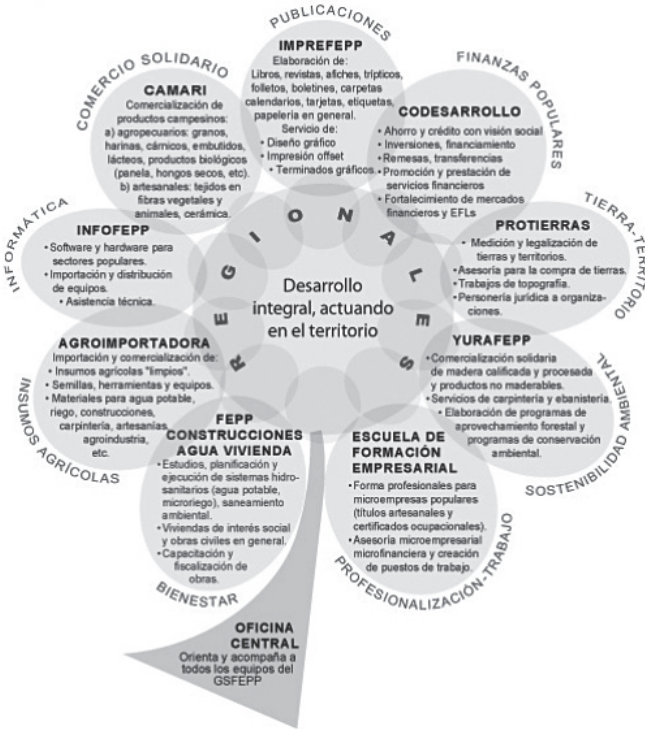 PUBLICACIONES
IMPREFEPP
Elaboración de:
Libros, revistas, afiches, trípticos,
folletos, boletines, carpetas
calendarios, tarjetas, etiquetas,
papelería en general.
Servicio de:
• Diseño gráfico
• Impresión offset
• Terminados gráficos.
FINANZAS POPULARES
CODESARROLLO
• Ahorro y crédito con visión social
• Inversiones, financiamiento
• Remesas, transferencias
• Promoción y prestación de
servicios financieros
• Fortalecimiento de mercados
financieros y EFLs
TIERRA-TERRITORIO
PROTIERRAS
• Medición y legalización de
tierras y territorios.
• Asesoría para la compra de tierras.
• Trabajos de topografía.
• Personería jurídica a organiza-
ciones.
SOSTENIBILIDAD AMBIENTAL
YURAFEPP
• Comercialización solidaria
de madera calificada y procesada
y productos no maderables.
• Servicios de carpintería y ebanistería.
• Elaboración de programas de
aprovechamiento forestal y
programas de conservación
ambiental.
PROFESIONALIZACIÓN-TRABAJO
ESCUELA DE
FORMACIÓN
EMPRESARIAL
• Forma profesionales para
microempresas populares
(títulos artesanales y
certificados ocupacionales).
• Asesoría microempresarial
microfinanciera y creación
de puestos de trabajo.
BIENESTAR
FEPP
CONSTRUCCIONES
AGUA VIVIENDA
• Estudios, planificación y
ejecución de sistemas hidro-
sanitarios (agua potable,
microriego), saneamiento
ambiental.
• Viviendas de interés social
y obras civiles en general.
• Capacitación y
fiscalización de
obras.
INSUMOS AGRÍCOLAS
AGROIMPORTADORA
Importación y comercialización de:
• Insumos agrícolas "limpios".
• Semillas, herramientas y equipos.
• Materiales para agua potable,
riego, construcciones,
carpintería, artesanías,
agroindustria,
etc.
INFORMÁTICA
INFOFEPP
• Software y hardware para
sectores populares.
• Importación y distribución
de equipos.
• Asistencia técnica.
COMERCIO SOLIDARIO
CAMARI
Comercialización de
productos campesinos:
a) agropecuarios: granos,
harinas, cárnicos, embutidos,
lácteos, productos biológicos
(panela, hongos secos, etc).
b) artesanales: tejidos en
fibras vegetales y
animales, cerámica.
REGIONALES
Desarrollo
integral, actuando
en el territorio
OFICINA
CENTRAL
Orienta y acompaña a
todos los equipos del
GSFEPP